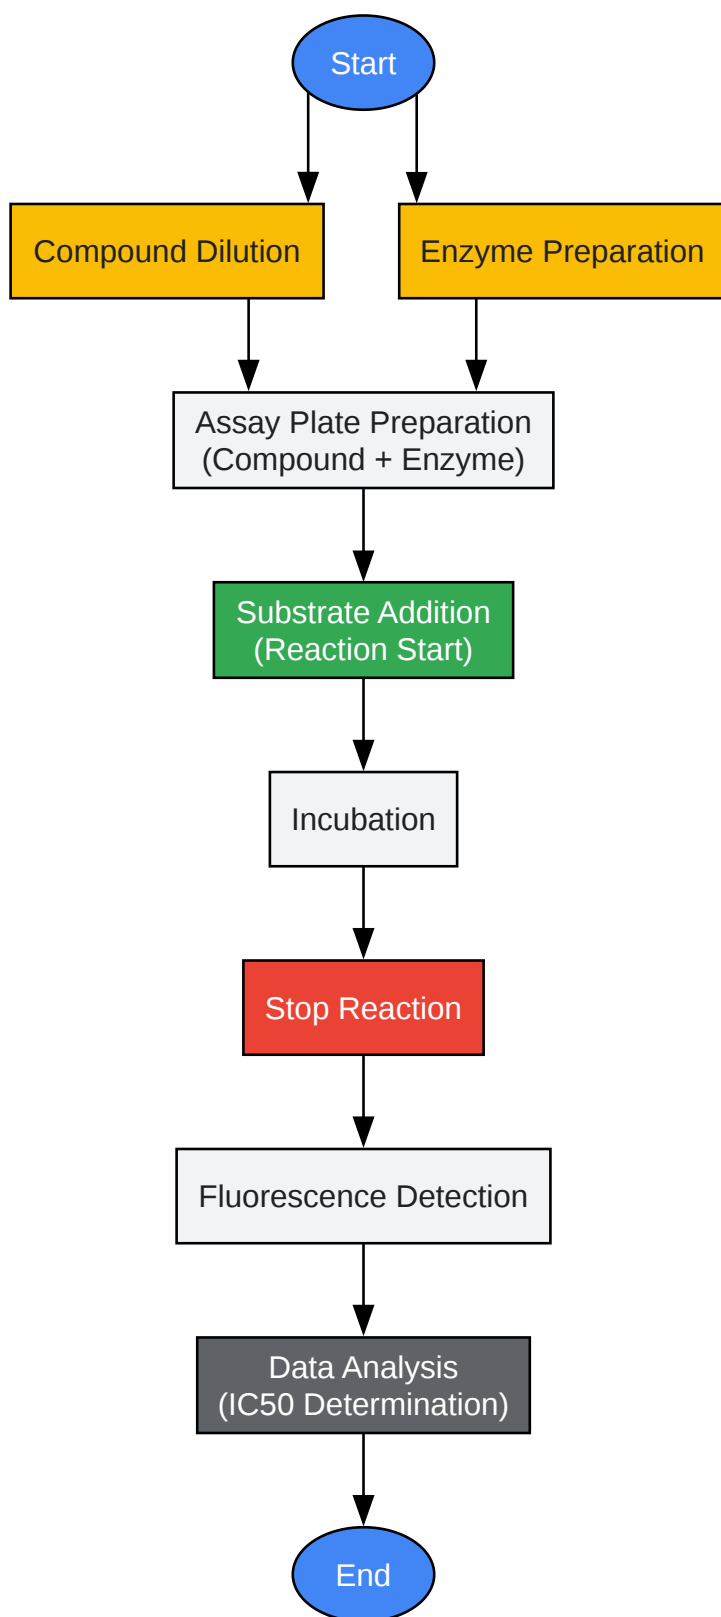 Start
Compound Dilution
Enzyme Preparation
Assay Plate Preparation
(Compound + Enzyme)
Substrate Addition
(Reaction Start)
Incubation
Stop Reaction
Fluorescence Detection
Data Analysis
(IC50 Determination)
End